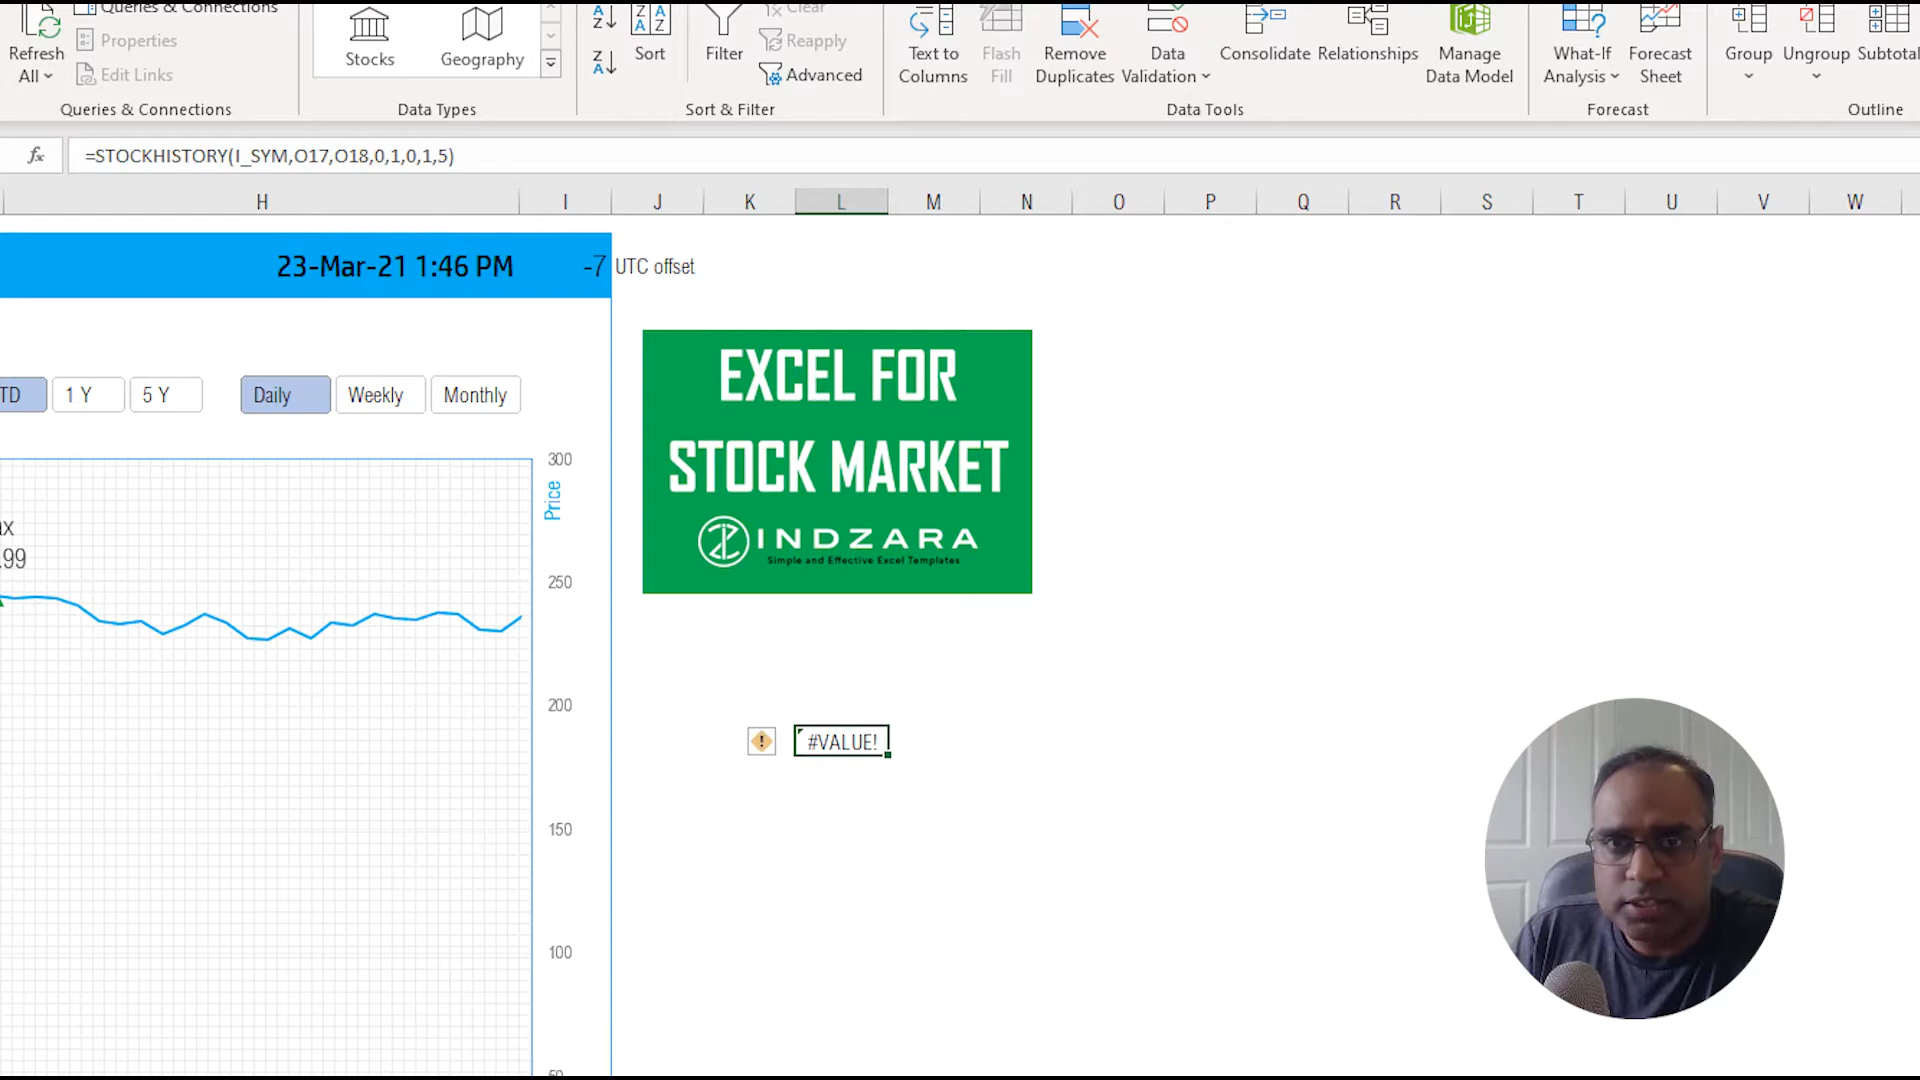 Queries & Connections
Refresh
All
Properties
Edit Links
Queries & Connections
Stocks
Geography
Data Types
Sort
Filter
Clear
Reapply
Advanced
Sort & Filter
Text to
Columns
Flash
Fill
Remove
Duplicates
Data
Validation
Consolidate
Relationships
Manage
Data Model
Data Tools
What-If
Analysis
Forecast
Sheet
Forecast
Group
Ungroup
Subtotal
Outline
fx
=STOCKHISTORY(I_SYM,O17,O18,0,1,0,1,5)
H I J K L M N O P Q R S T U V W
23-Mar-21 1:46 PM
-7
UTC offset
TD
1 Y
5 Y
Daily
Weekly
Monthly
EXCEL FOR
STOCK MARKET
INDZARA
Simple and Effective Excel Templates
ax
.99
Price
300
250
200
150
100
#VALUE!